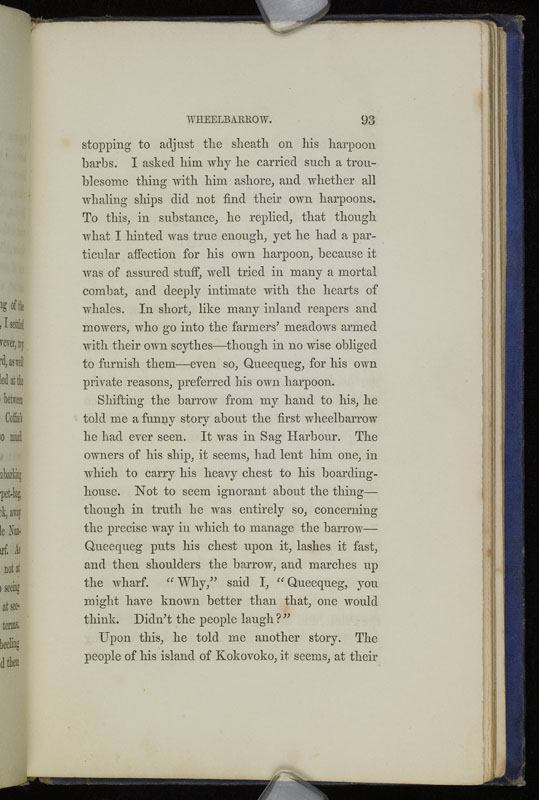 WHEELBARROW. 93
stopping to adjust the sheath on his harpoon
barbs. I asked him why he carried such a trou-
blesome thing with him ashore, and whether all
whaling ships did not find their own harpoons.
To this, in substance, he replied, that though
what I hinted was true enough, yet he had a par-
ticular affection for his own harpoon, because it
was of assured stuff, well tried in many a mortal
combat, and deeply intimate with the hearts of
whales. In short, like many inland reapers and
mowers, who go into the farmers' meadows armed
with their own scythes—though in no wise obliged
to furnish them—even so, Queequeg, for his own
private reasons, preferred his own harpoon.
Shifting the barrow from my hand to his, he
told me a funny story about the first wheelbarrow
he had ever seen. It was in Sag Harbour. The
owners of his ship, it seems, had lent him one, in
which to carry his heavy chest to his boarding-
house. Not to seem ignorant about the thing—
though in truth he was entirely so, concerning
the precise way in which to manage the barrow—
Queequeg puts his chest upon it, lashes it fast,
and then shoulders the barrow, and marches up
the wharf. "Why," said I, "Queequeg, you
might have known better than that, one would
think. Didn't the people laugh?"
Upon this, he told me another story. The
people of his island of Kokovoko, it seems, at their